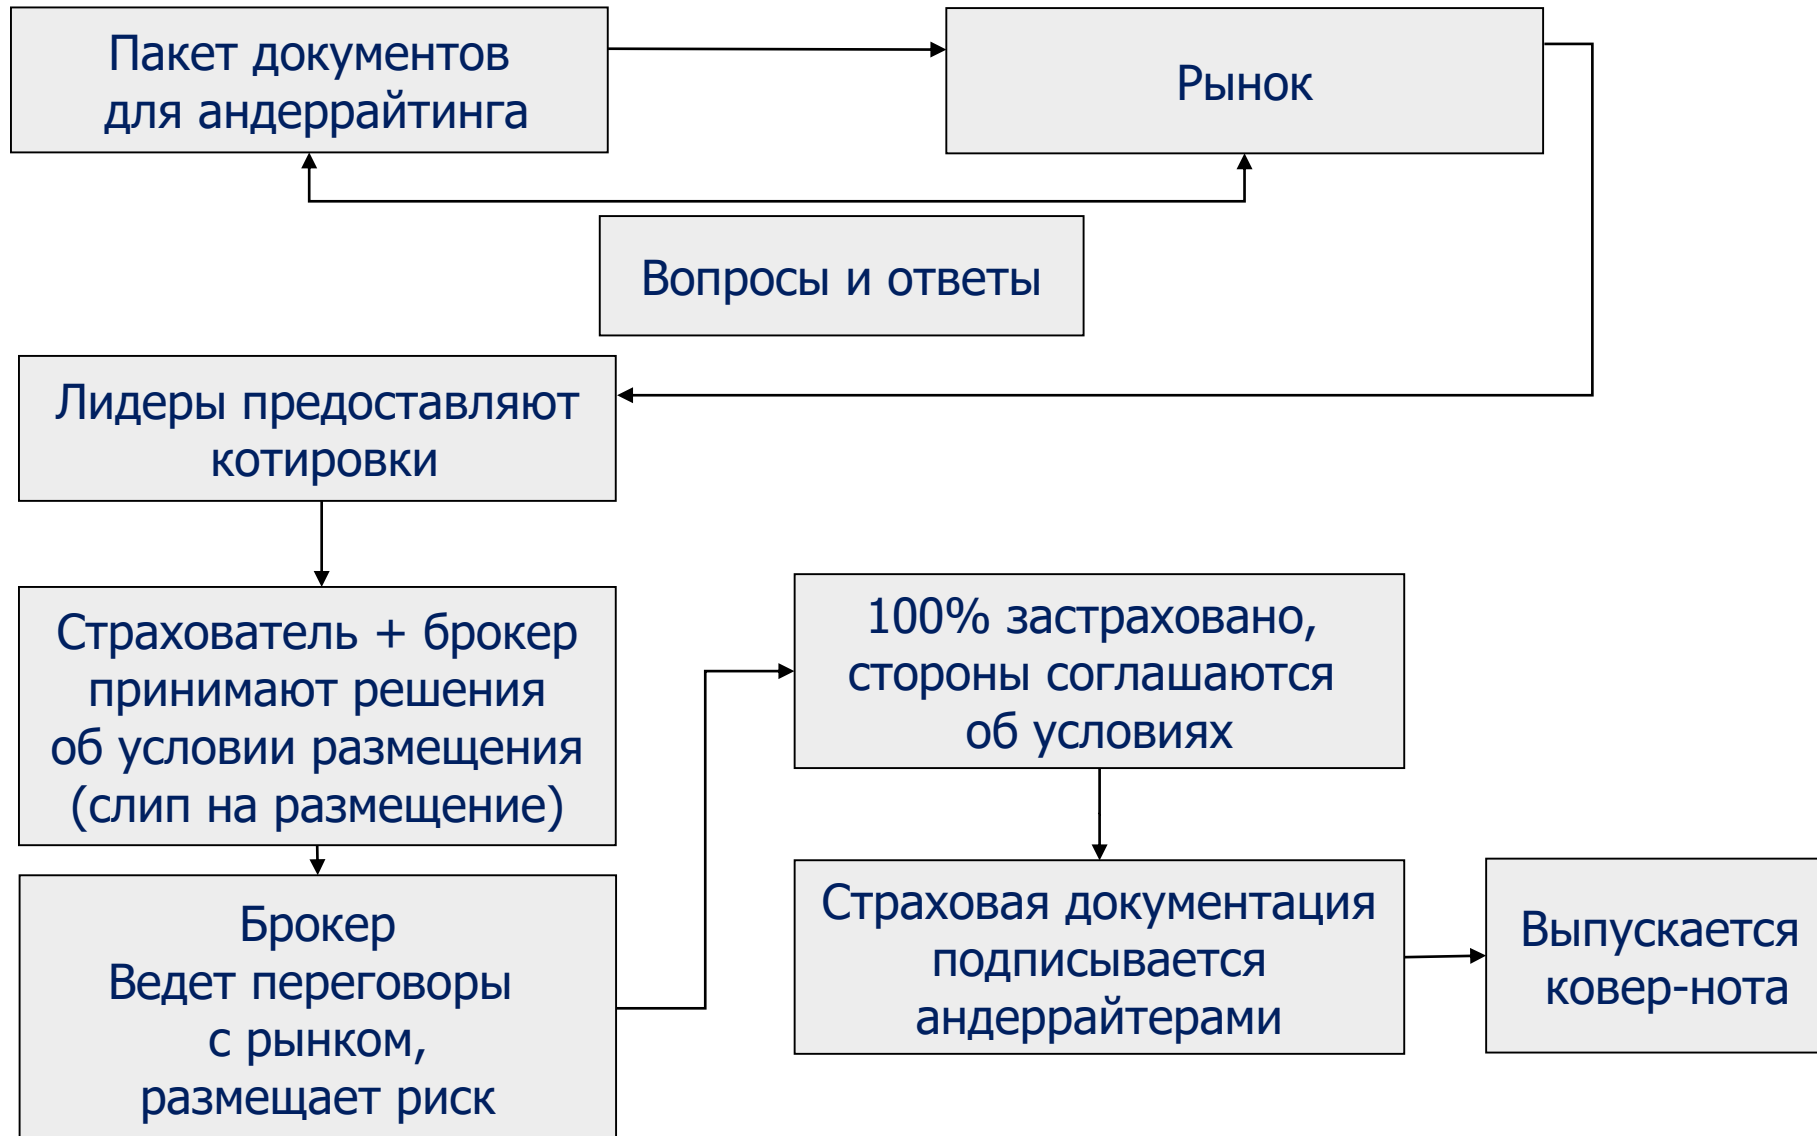 Пакет документов
для андеррайтинга
Рынок
Вопросы и ответы
Лидеры предоставляют
котировки
Страхователь + брокер
принимают решения
об условии размещения
(слип на размещение)
Брокер
Ведет переговоры
с рынком,
размещает риск
100% застраховано,
стороны соглашаются
об условиях
Страховая документация
подписывается
андеррайтерами
Выпускается
ковер-нота